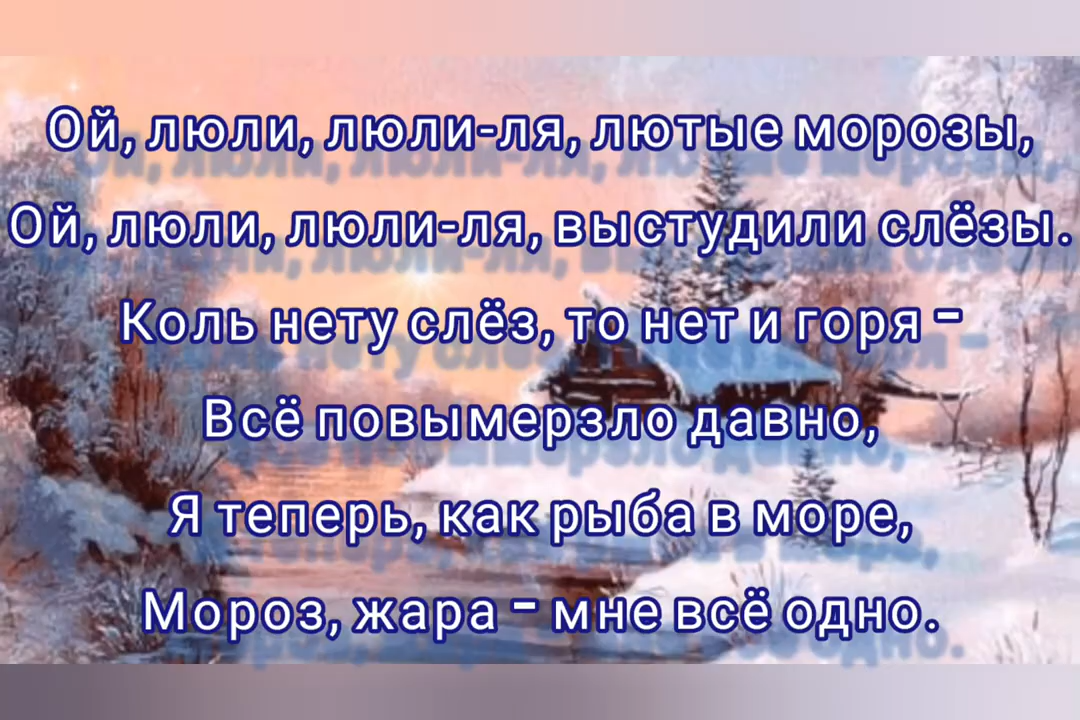 Ой, люли, люли-ля, лютые морозы,
Ой, люли, люли-ля, выстудили слёзы.
Коль нету слёз, то нет и горя -
Всё повымерзло давно,
Я теперь, как рыба в море,
Мороз, жара - мне всё одно.